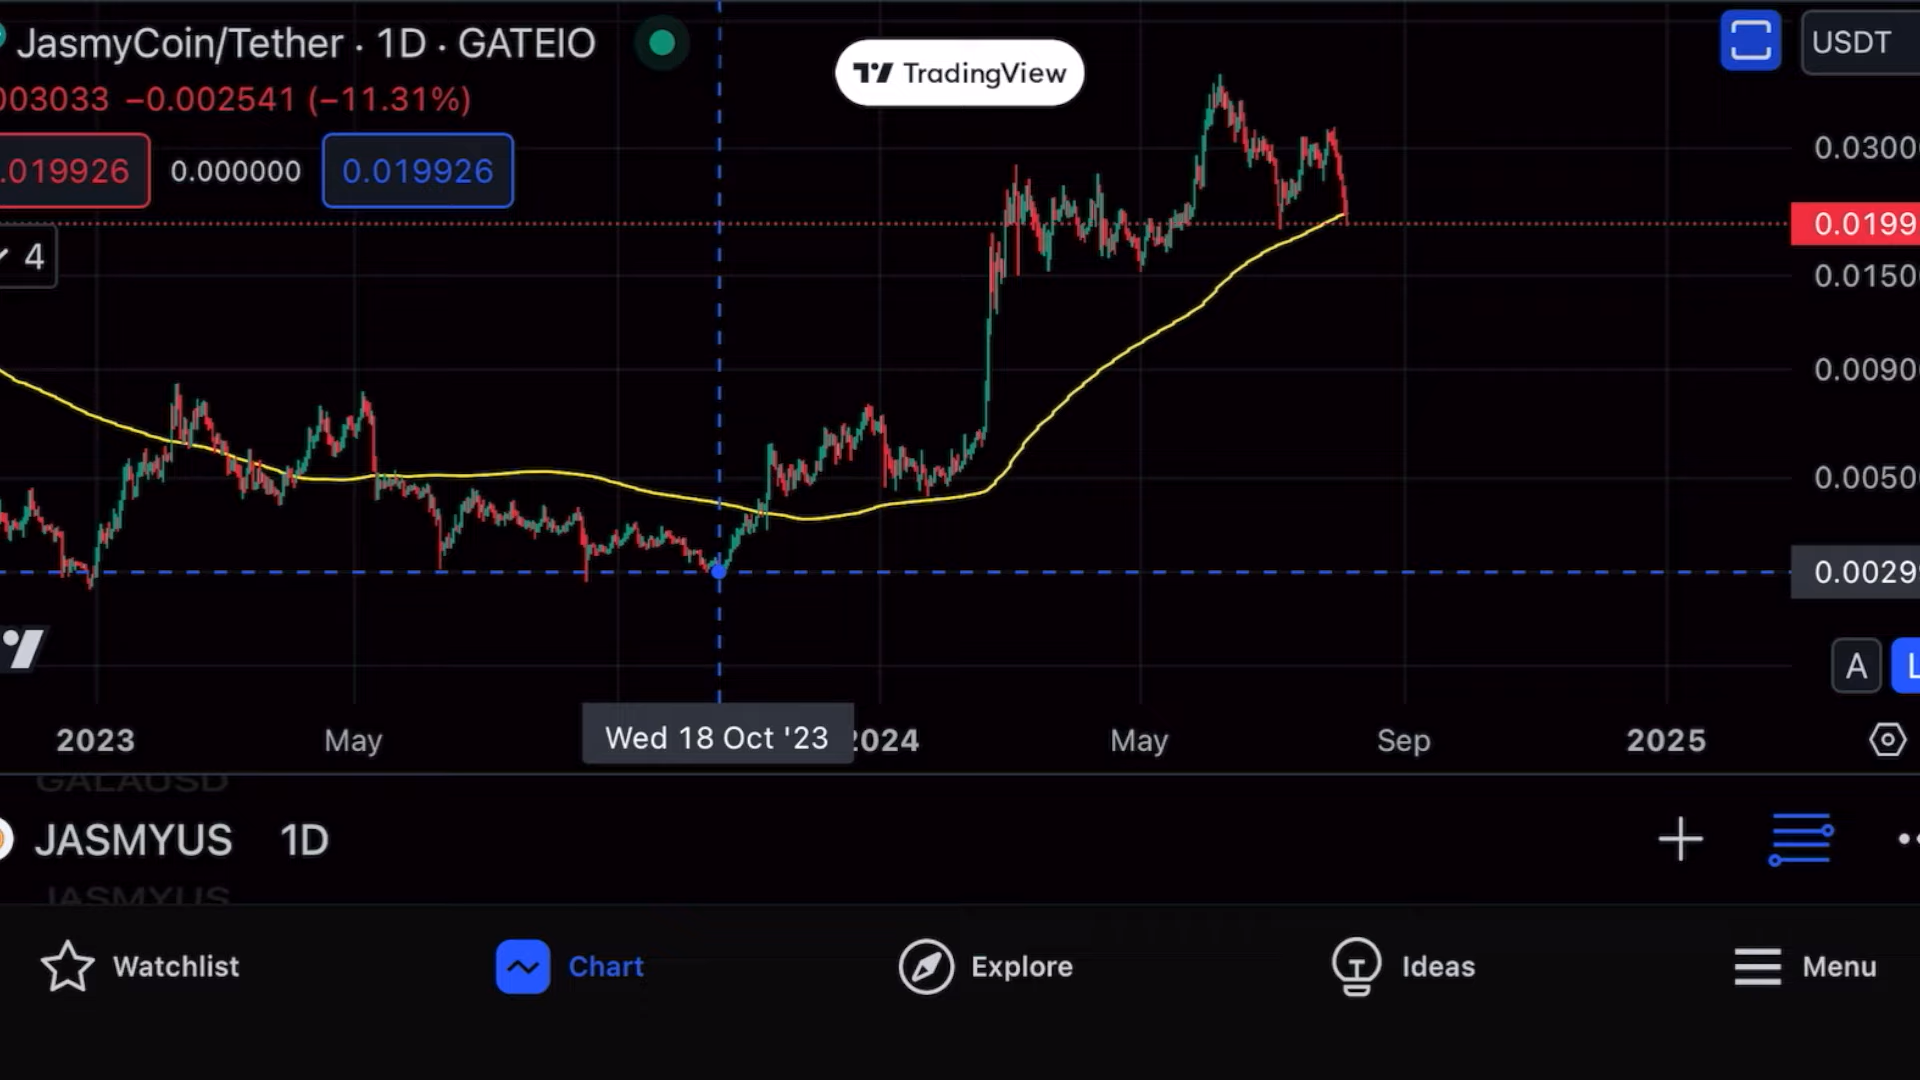 JasmyCoin/Tether · 1D · GATEIO
TradingView
USDT
003033 −0.002541 (−11.31%)
.019926
0.000000
0.019926
4
0.0300
0.0199
0.0150
0.0090
0.0050
0.0029
A
L
2023
May
Wed 18 Oct '23
2024
May
Sep
2025
GALAUSD
JASMYUS 1D
JASMYUS
Watchlist
Chart
Explore
Ideas
Menu